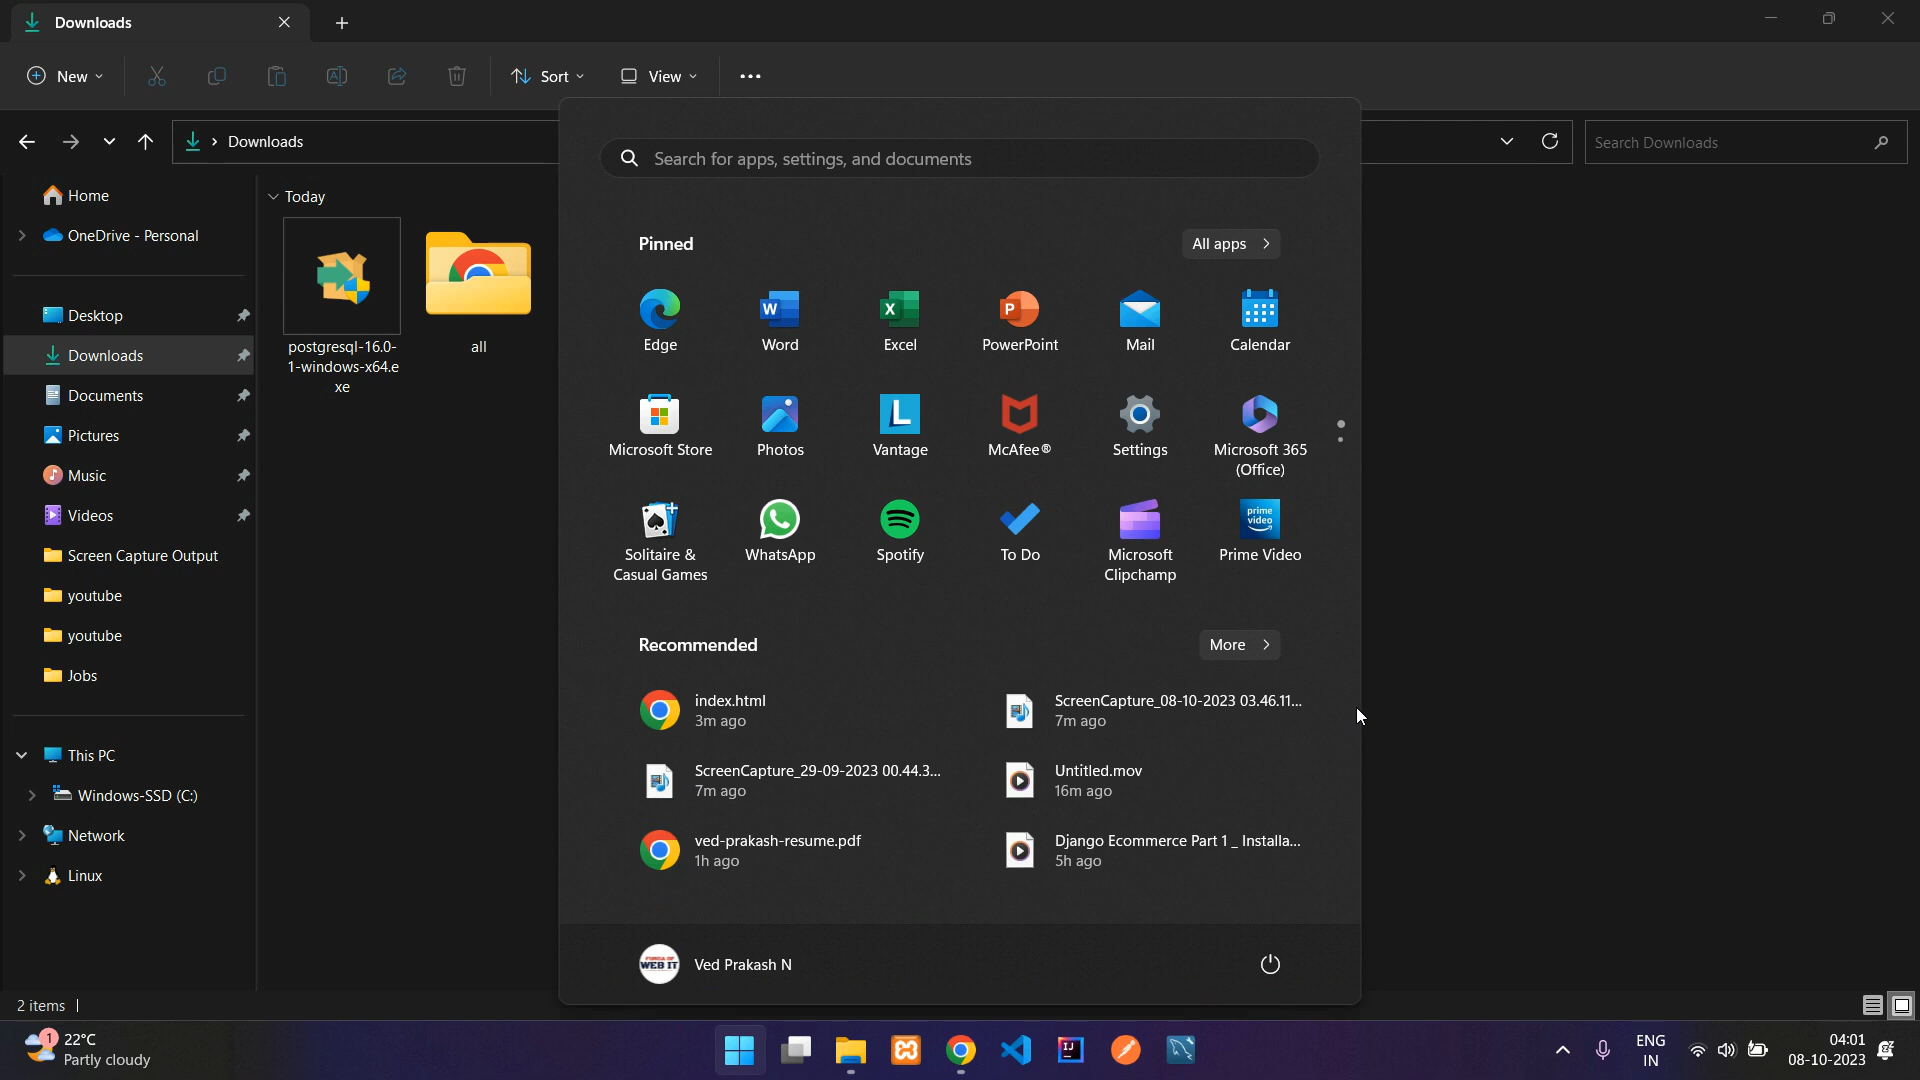 Downloads
New
Sort
View
Downloads
Search Downloads
Home
OneDrive - Personal
Desktop
Downloads
Documents
Pictures
Music
Videos
Screen Capture Output
youtube
youtube
Jobs
This PC
Windows-SSD (C:)
Network
Linux
Today
postgresql-16.0-
1-windows-x64.e
xe
all
2 items
Search for apps, settings, and documents
Pinned
All apps
Edge
Word
Excel
PowerPoint
Mail
Calendar
Microsoft Store
Photos
Vantage
McAfee®
Settings
Microsoft 365
(Office)
prime
video
Solitaire &
Casual Games
WhatsApp
Spotify
To Do
Microsoft
Clipchamp
Prime Video
Recommended
More
index.html
3m ago
ScreenCapture_08-10-2023 03.46.11...
7m ago
ScreenCapture_29-09-2023 00.44.3...
7m ago
Untitled.mov
16m ago
ved-prakash-resume.pdf
1h ago
Django Ecommerce Part 1 _ Installa...
5h ago
WEB IT
Ved Prakash N
1
22°C
Partly cloudy
ENG
IN
04:01
08-10-2023